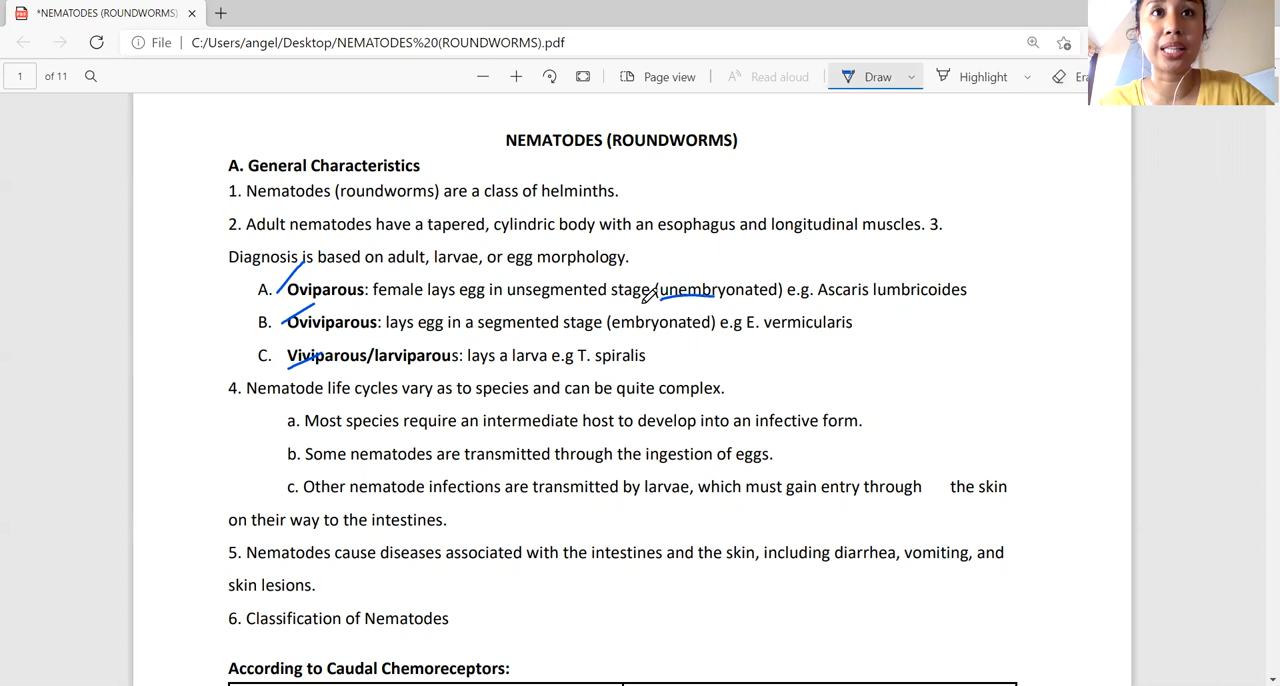 *NEMATODES (ROUNDWORMS)
File C:/Users/angel/Desktop/NEMATODES%20(ROUNDWORMS).pdf
1 of 11 Page view Read aloud Draw Highlight Era
NEMATODES (ROUNDWORMS)
A. General Characteristics
1. Nematodes (roundworms) are a class of helminths.
2. Adult nematodes have a tapered, cylindric body with an esophagus and longitudinal muscles. 3.
Diagnosis is based on adult, larvae, or egg morphology.
A. Oviparous: female lays egg in unsegmented stage (unembryonated) e.g. Ascaris lumbricoides
B. Oviviparous: lays egg in a segmented stage (embryonated) e.g E. vermicularis
C. Viviparous/larviparous: lays a larva e.g T. spiralis
4. Nematode life cycles vary as to species and can be quite complex.
a. Most species require an intermediate host to develop into an infective form.
b. Some nematodes are transmitted through the ingestion of eggs.
c. Other nematode infections are transmitted by larvae, which must gain entry through the skin
on their way to the intestines.
5. Nematodes cause diseases associated with the intestines and the skin, including diarrhea, vomiting, and
skin lesions.
6. Classification of Nematodes
According to Caudal Chemoreceptors: